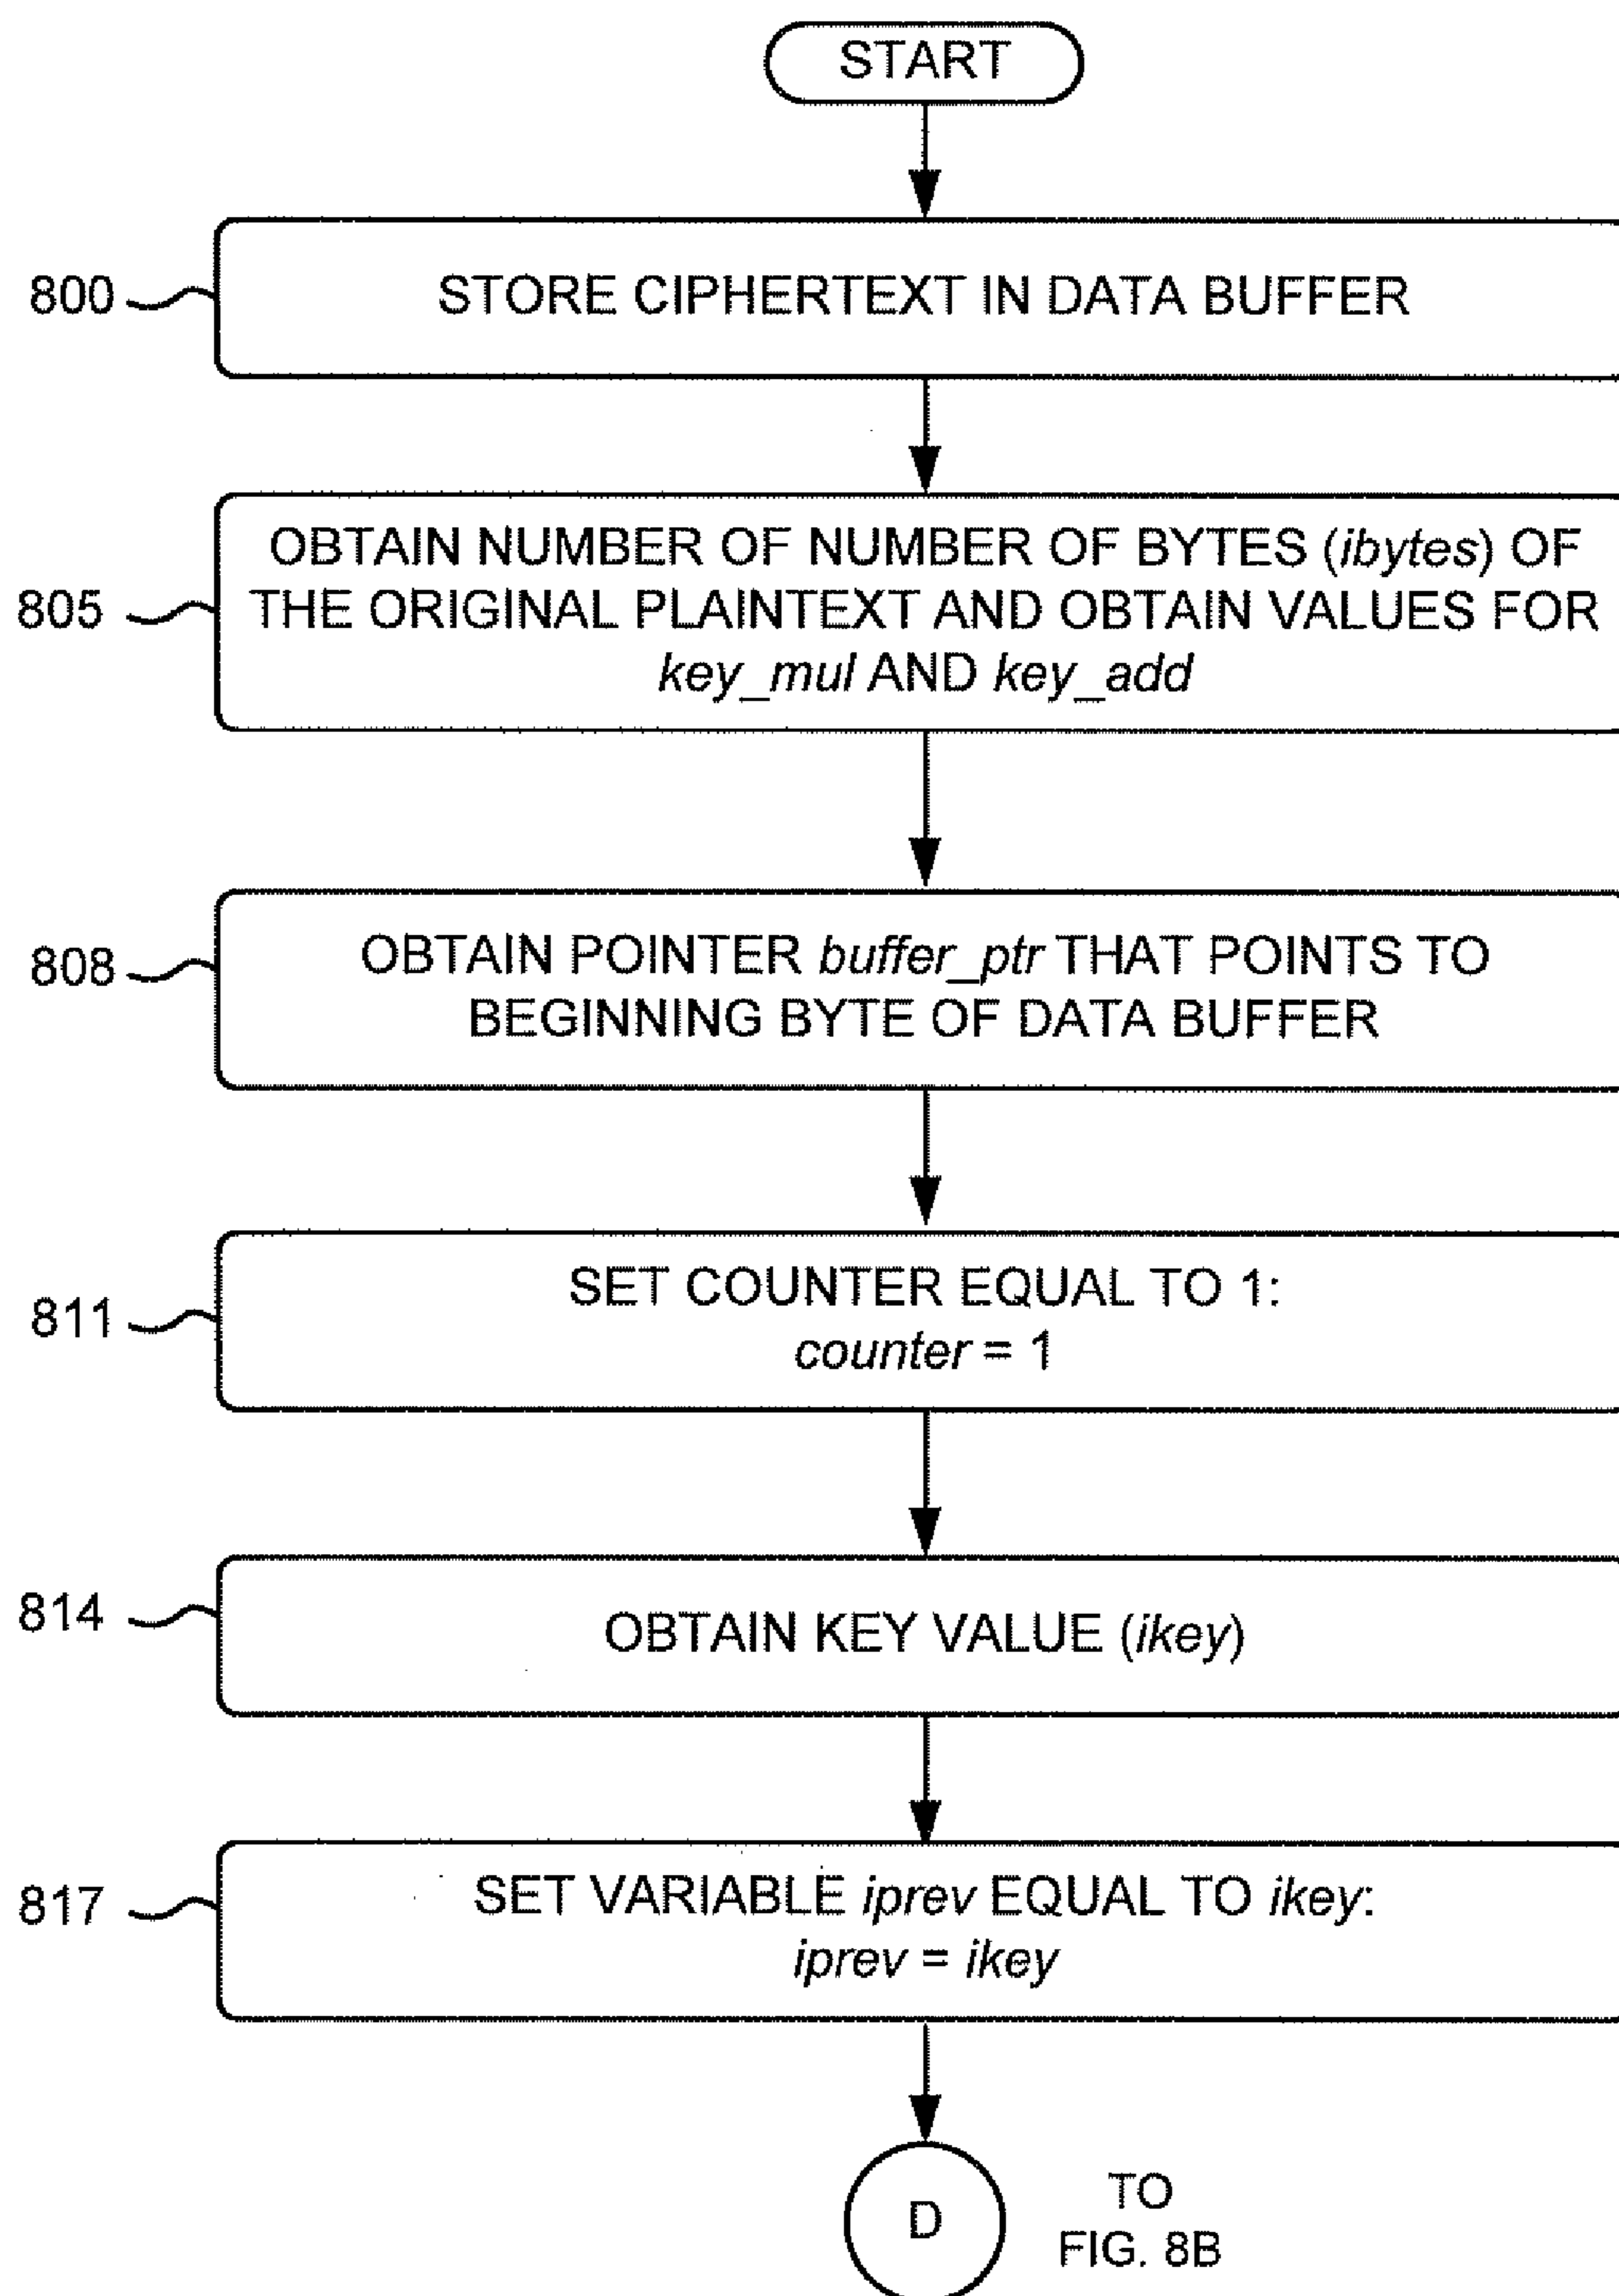 START
800
STORE CIPHERTEXT IN DATA BUFFER
OBTAIN NUMBER OF NUMBER OF BYTES (ibytes) OF
805
THE ORIGINAL PLAINTEXT AND OBTAIN VALUES FOR
key_mul AND key_add
808
OBTAIN POINTER buffer_ptr THAT POINTS TO
BEGINNING BYTE OF DATA BUFFER
811
SET COUNTER EQUAL TO 1:
counter = 1
814
OBTAIN KEY VALUE (ikey)
817
SET VARIABLE iprev EQUAL TO ikey:
iprev = ikey
D
TO
FIG. 8B